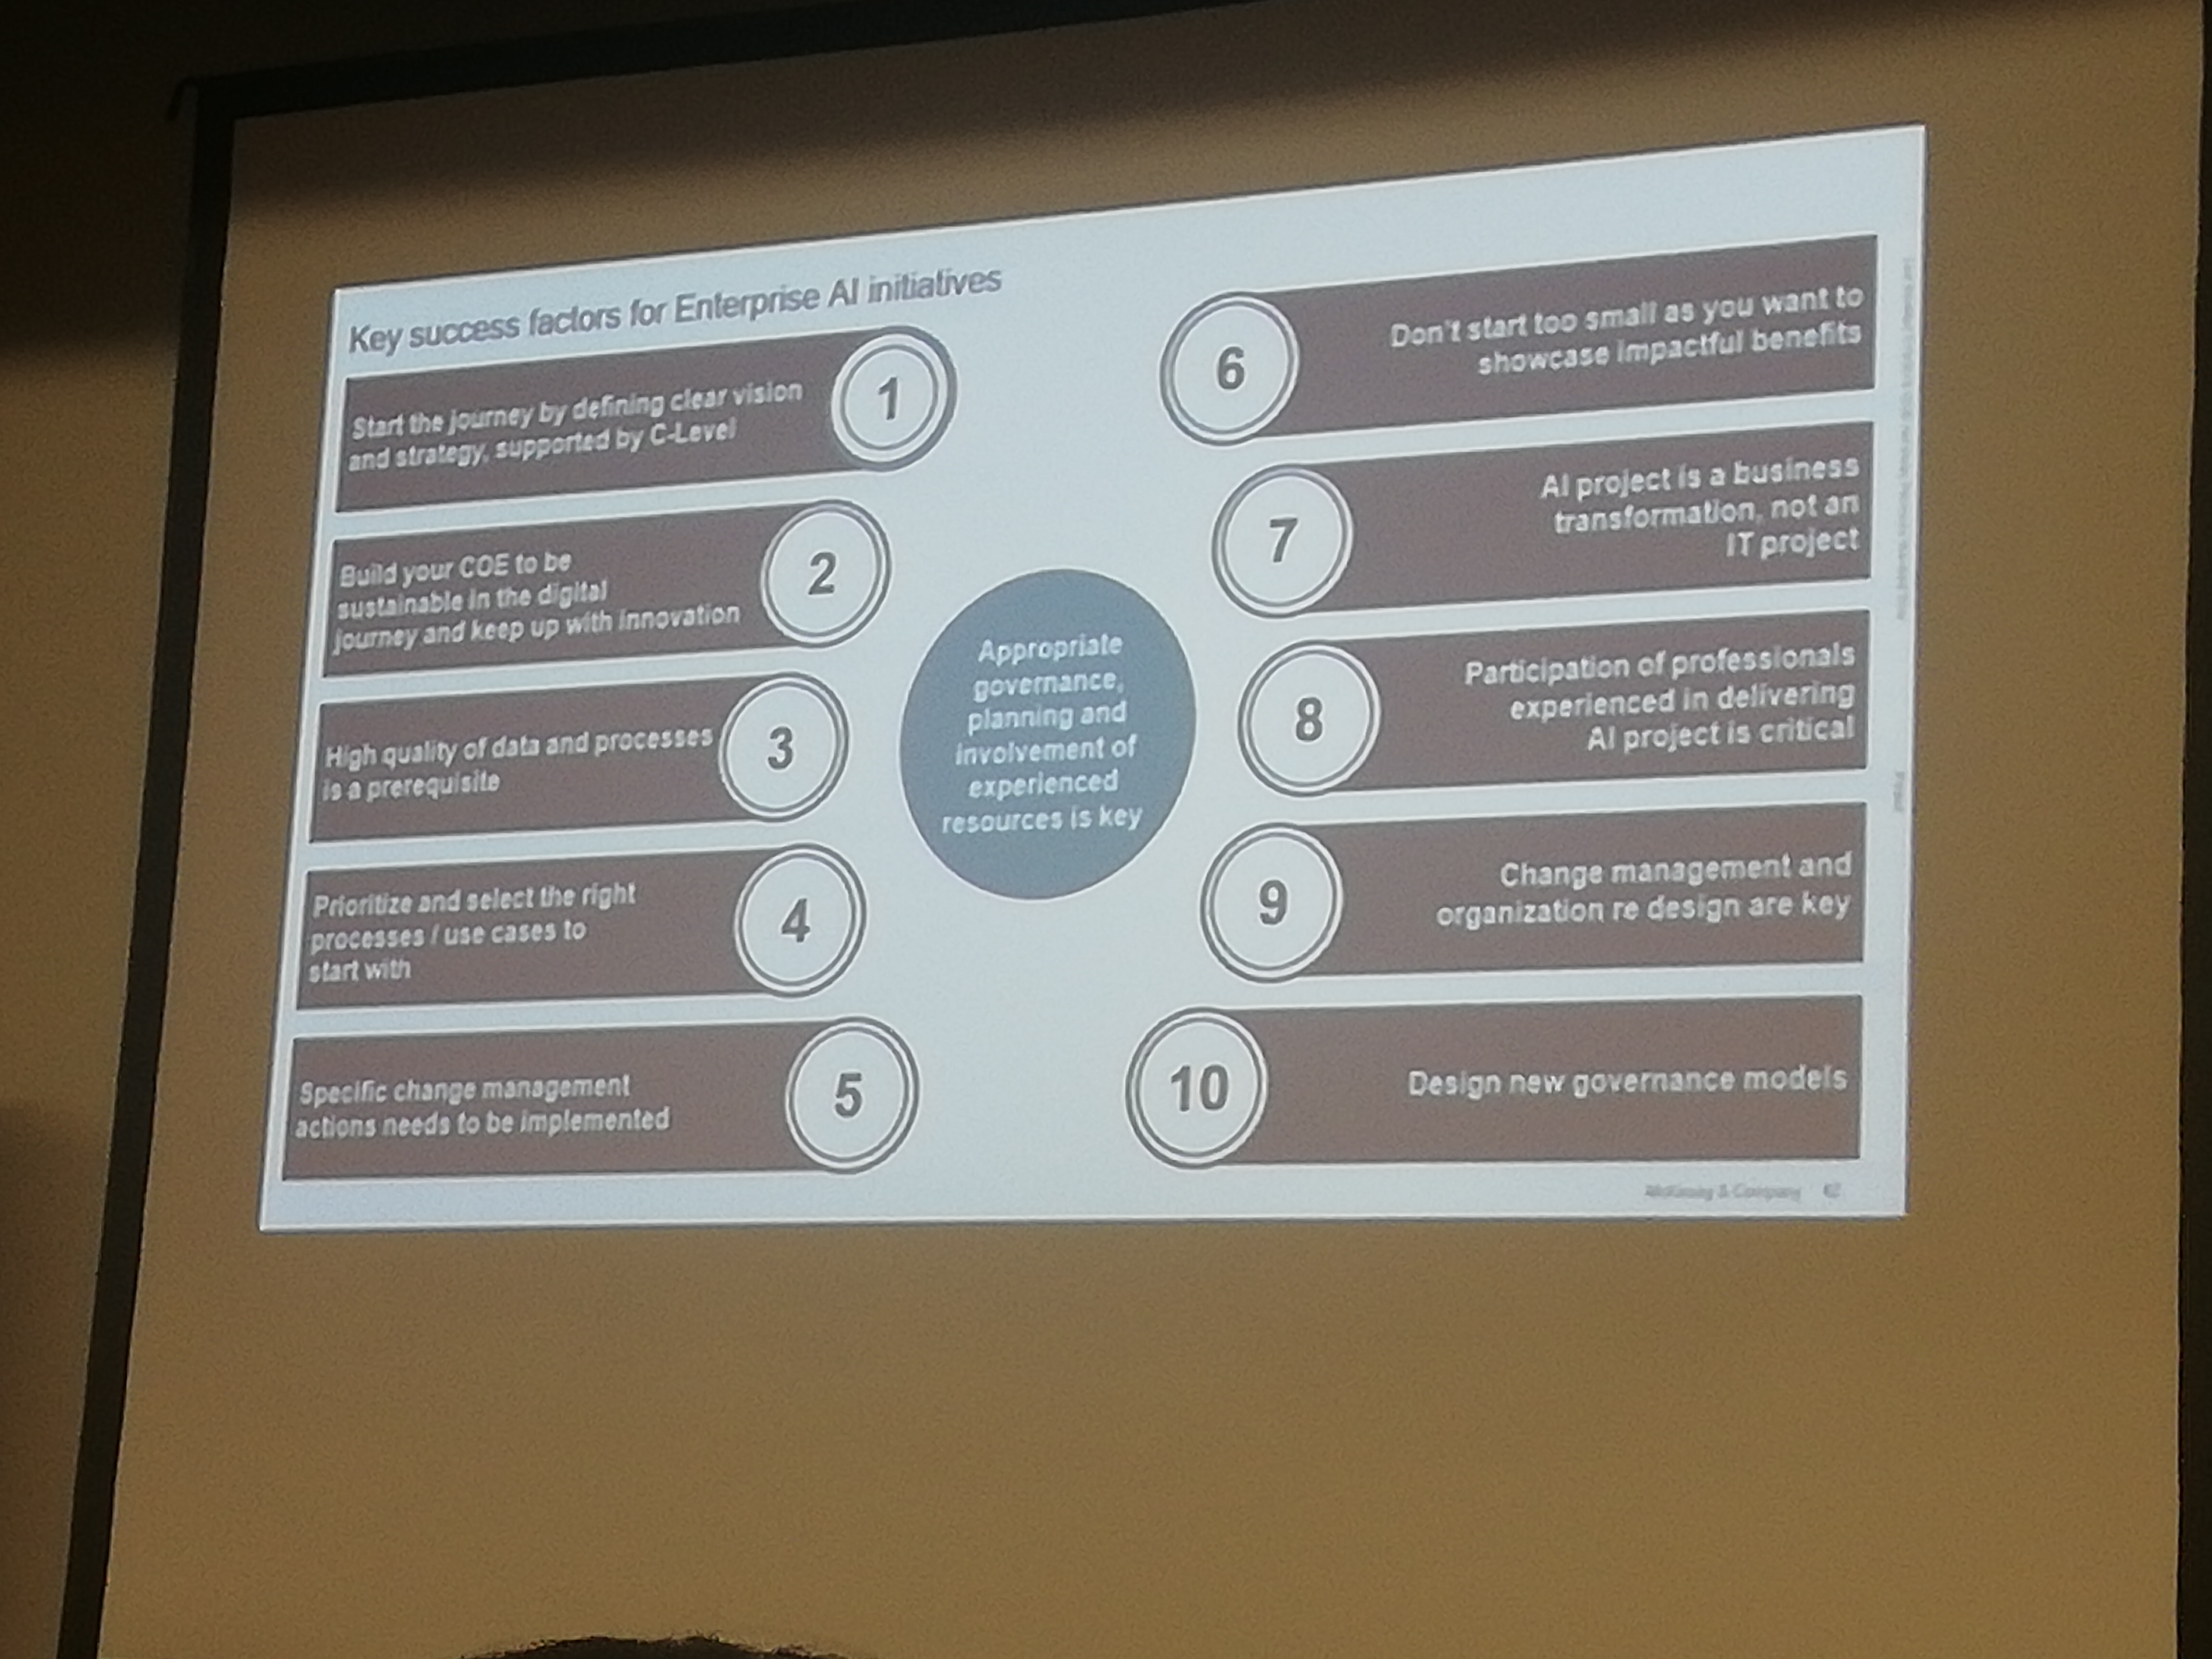 Key success factors for Enterprise AI initiatives
Start the journey by defining clear vision
and strategy, supported by C-Level
1
Build your COE to be
sustainable in the digital
journey and keep up with innovation
2
High quality of data and processes
is a prerequisite
3
Prioritize and select the right
processes / use cases to
start with
4
Specific change management
actions needs to be implemented
5
Appropriate
governance,
planning and
involvement of
experienced
resources is key
6
Don't start too small as you want to
showcase impactful benefits
7
AI project is a business
transformation, not an
IT project
8
Participation of professionals
experienced in delivering
AI project is critical
9
Change management and
organization re design are key
10
Design new governance models
McKinsey & Company